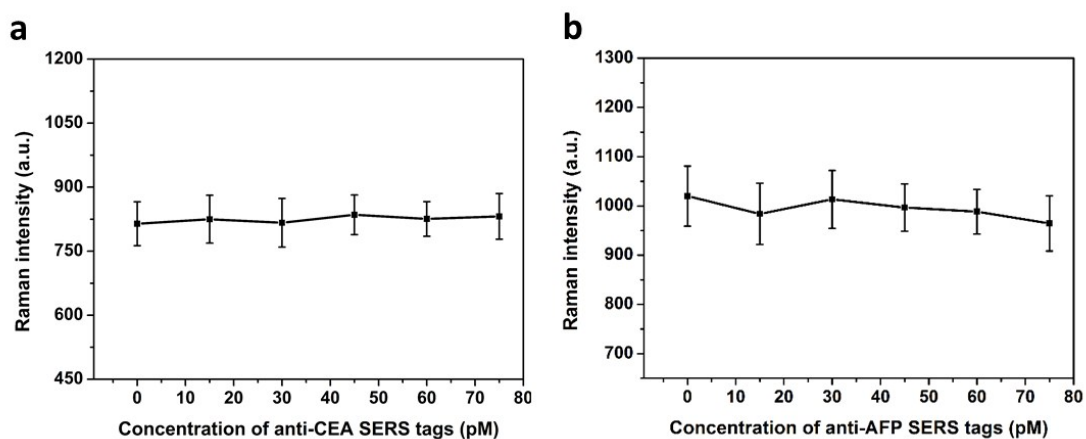 a
Raman intensity (a.u.)
1200
1050
900
750
600
450
0 10 20 30 40 50 60 70 80
Concentration of anti-CEA SERS tags (pM)
b
Raman intensity (a.u.)
1300
1200
1100
1000
900
800
700
0 10 20 30 40 50 60 70 80
Concentration of anti-AFP SERS tags (pM)